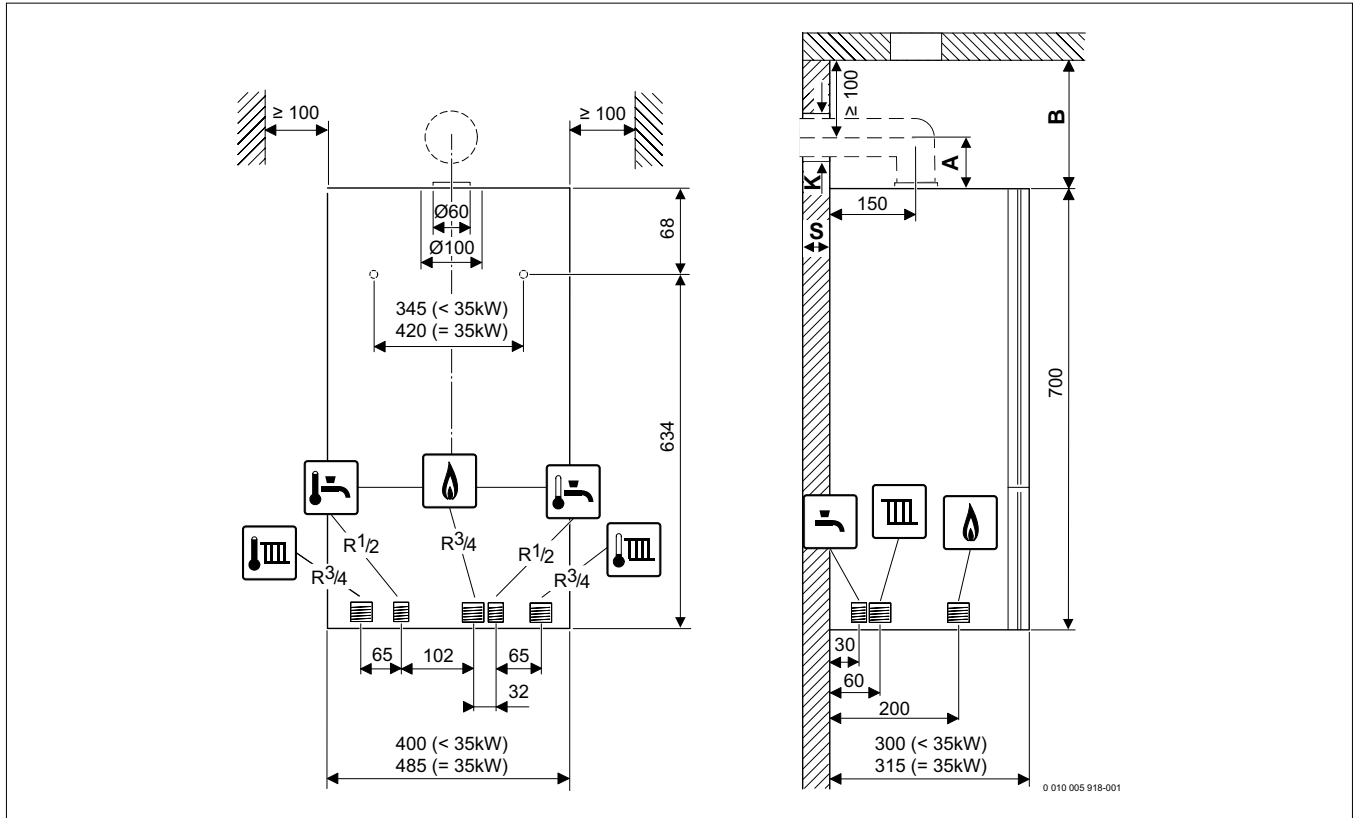 ≥ 100
≥ 100
Ø60
Ø100
345 (< 35kW)
420 (= 35kW)
68
634
R1/2
R3/4
R1/2
R3/4
R3/4
65
102
65
32
400 (< 35kW)
485 (= 35kW)
≥ 100
B
A
K
150
S
700
30
60
200
300 (< 35kW)
315 (= 35kW)
0 010 005 918-001